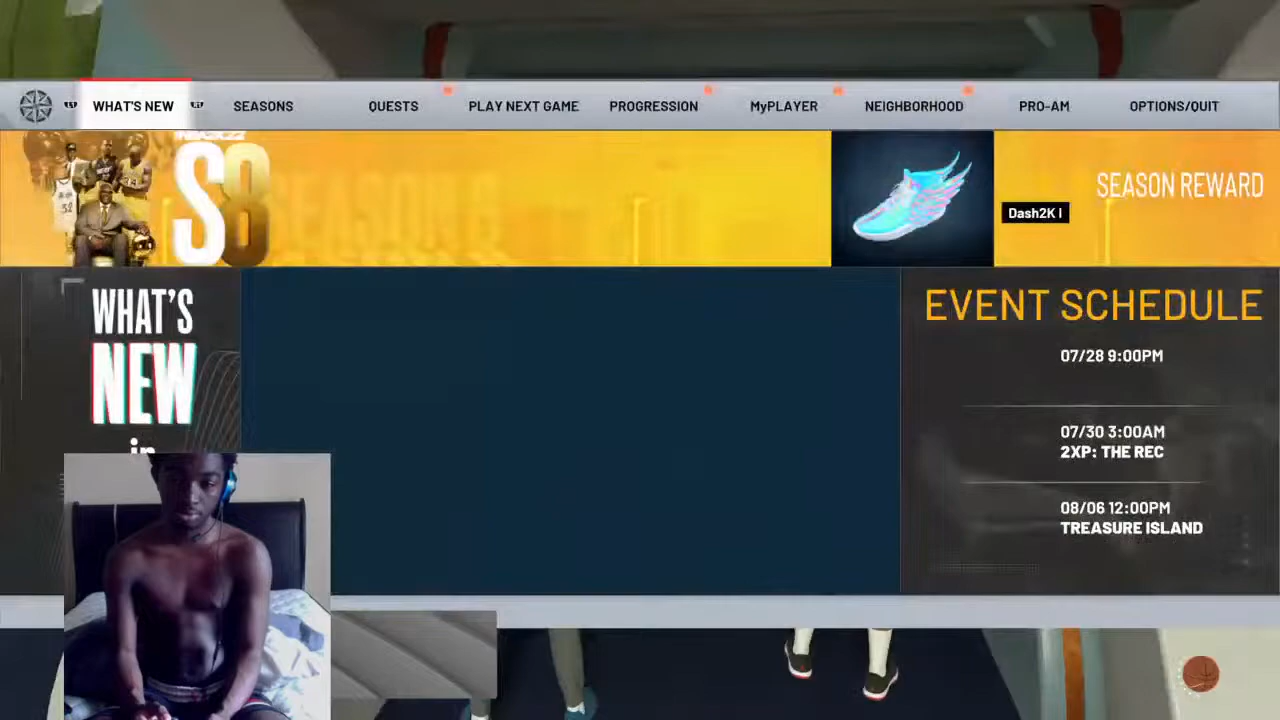 WHAT'S NEW
SEASONS
QUESTS
PLAY NEXT GAME
PROGRESSION
MyPLAYER
NEIGHBORHOOD
PRO-AM
OPTIONS/QUIT
S8
SEASON REWARD
Dash2K I
WHAT'S
NEW
in
EVENT SCHEDULE
07/28 9:00PM
07/30 3:00AM
2XP: THE REC
08/06 12:00PM
TREASURE ISLAND